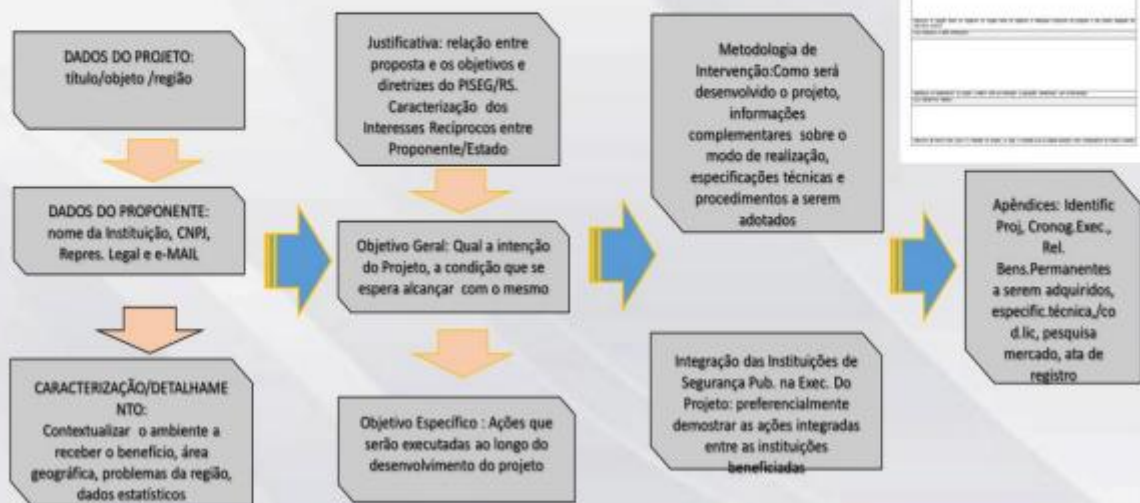 DADOS DO PROJETO:
título/objeto /região
DADOS DO PROPONENTE:
nome da Instituição, CNPJ,
Repres. Legal e e-MAIL
CARACTERIZAÇÃO/DETALHAME
NTO:
Contextualizar o ambiente a
receber o benefício, área
geográfica, problemas da região,
dados estatísticos
Justificativa: relação entre
proposta e os objetivos e
diretrizes do PISEG/RS.
Caracterização dos
Interesses Recíprocos entre
Proponente/Estado
Objetivo Geral: Qual a intenção
do Projeto, a condição que se
espera alcançar com o mesmo
Objetivo Específico : Ações que
serão executadas ao longo do
desenvolvimento do projeto
Metodologia de
Intervenção:Como será
desenvolvido o projeto,
informações
complementares sobre o
modo de realização,
especificações técnicas e
procedimentos a serem
adotados
Integração das Instituições de
Segurança Pub. na Exec. Do
Projeto: preferencialmente
demostrar as ações integradas
entre as instituições
beneficiadas
Apêndices: Identific
Proj, Cronog.Exec.,
Rel.
Bens.Permanentes
a serem adquiridos,
especific.técnica,/co
d.lic, pesquisa
mercado, ata de
registro